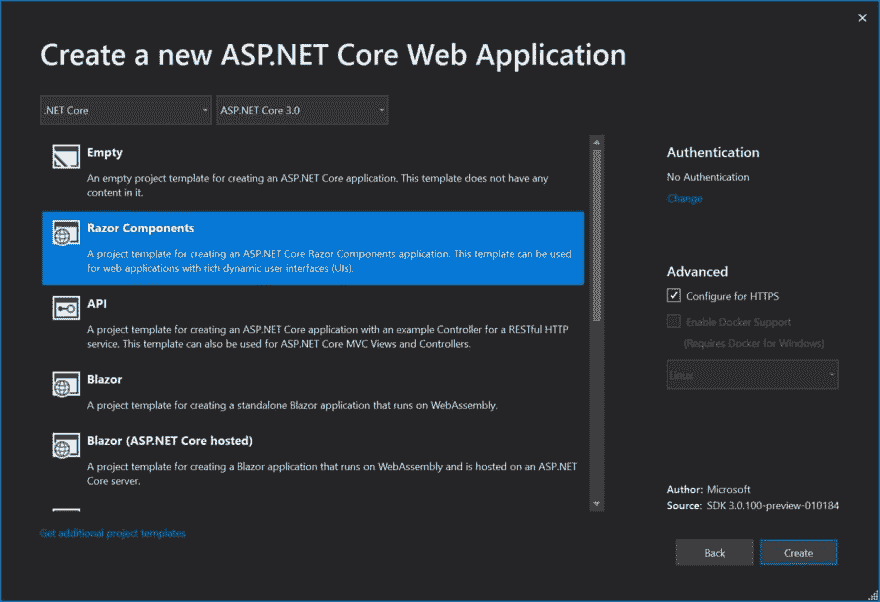 Create a new ASP.NET Core Web Application
.NET Core
ASP.NET Core 3.0
Empty
An empty project template for creating an ASP.NET Core application. This template does not have any
content in it.
Razor Components
A project template for creating an ASP.NET Core Razor Components application. This template can be used
for web applications with rich dynamic user interfaces (UIs).
API
A project template for creating an ASP.NET Core application with an example Controller for a RESTful HTTP
service. This template can also be used for ASP.NET Core MVC Views and Controllers.
Blazor
A project template for creating a standalone Blazor application that runs on WebAssembly.
Blazor (ASP.NET Core hosted)
A project template for creating a Blazor application that runs on WebAssembly and is hosted on an ASP.NET
Core server.
Get additional project templates
Authentication
No Authentication
Change
Advanced
Configure for HTTPS
Enable Docker Support
(Requires Docker for Windows)
Linux
Author: Microsoft
Source: SDK 3.0.100-preview-010184
Back
Create